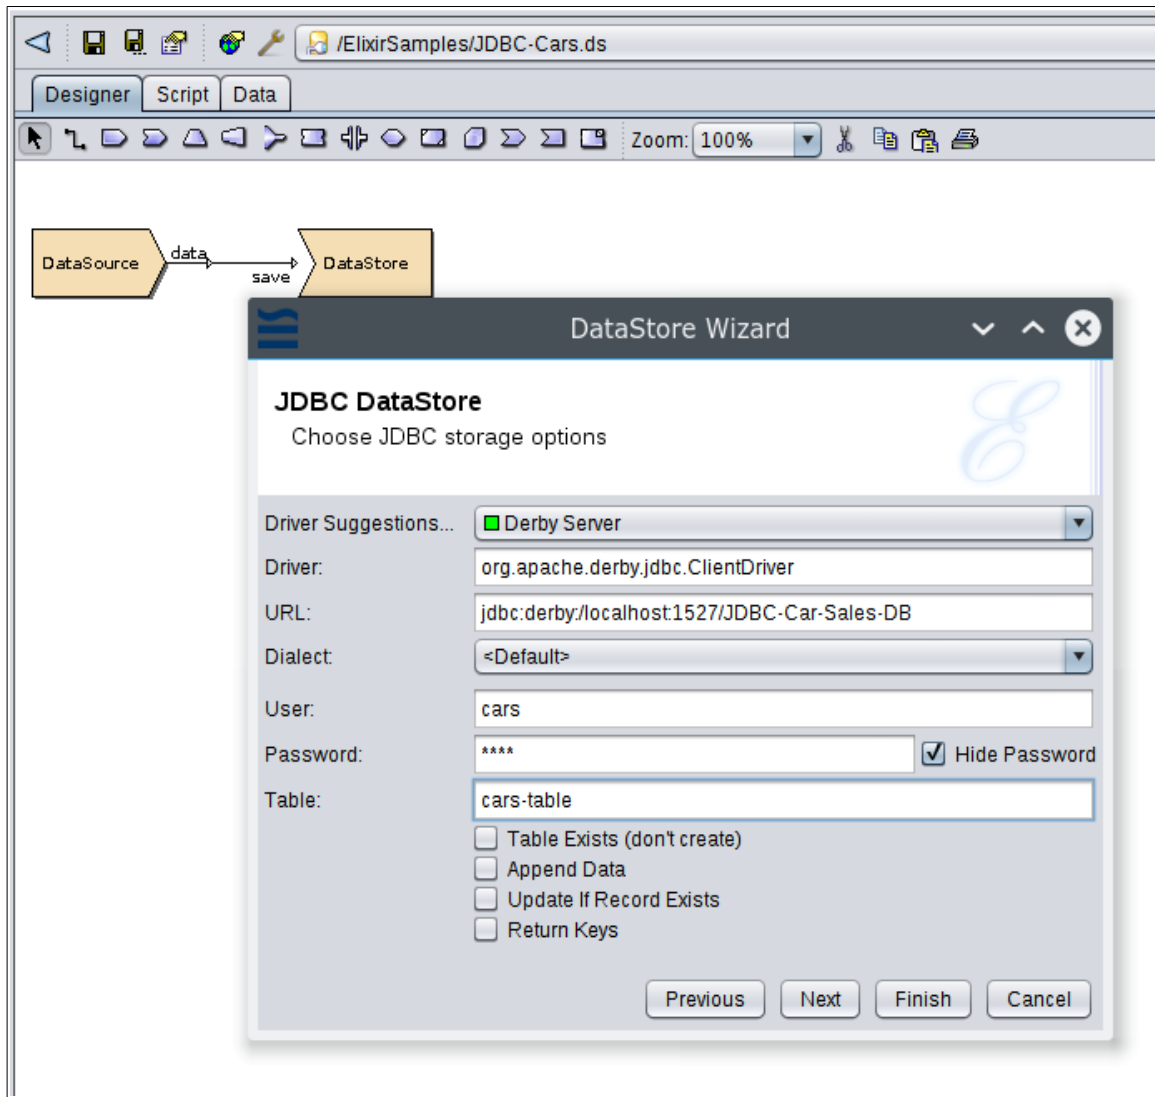 /ElixirSamples/JDBC-Cars.ds
Designer Script Data
Zoom: 100%
DataSource data save DataStore
DataStore Wizard
JDBC DataStore
Choose JDBC storage options
Driver Suggestions... Derby Server
Driver: org.apache.derby.jdbc.ClientDriver
URL: jdbc:derby:/localhost:1527/JDBC-Car-Sales-DB
Dialect: <Default>
User: cars
Password: **** Hide Password
Table: cars-table
Table Exists (don't create)
Append Data
Update If Record Exists
Return Keys
Previous Next Finish Cancel